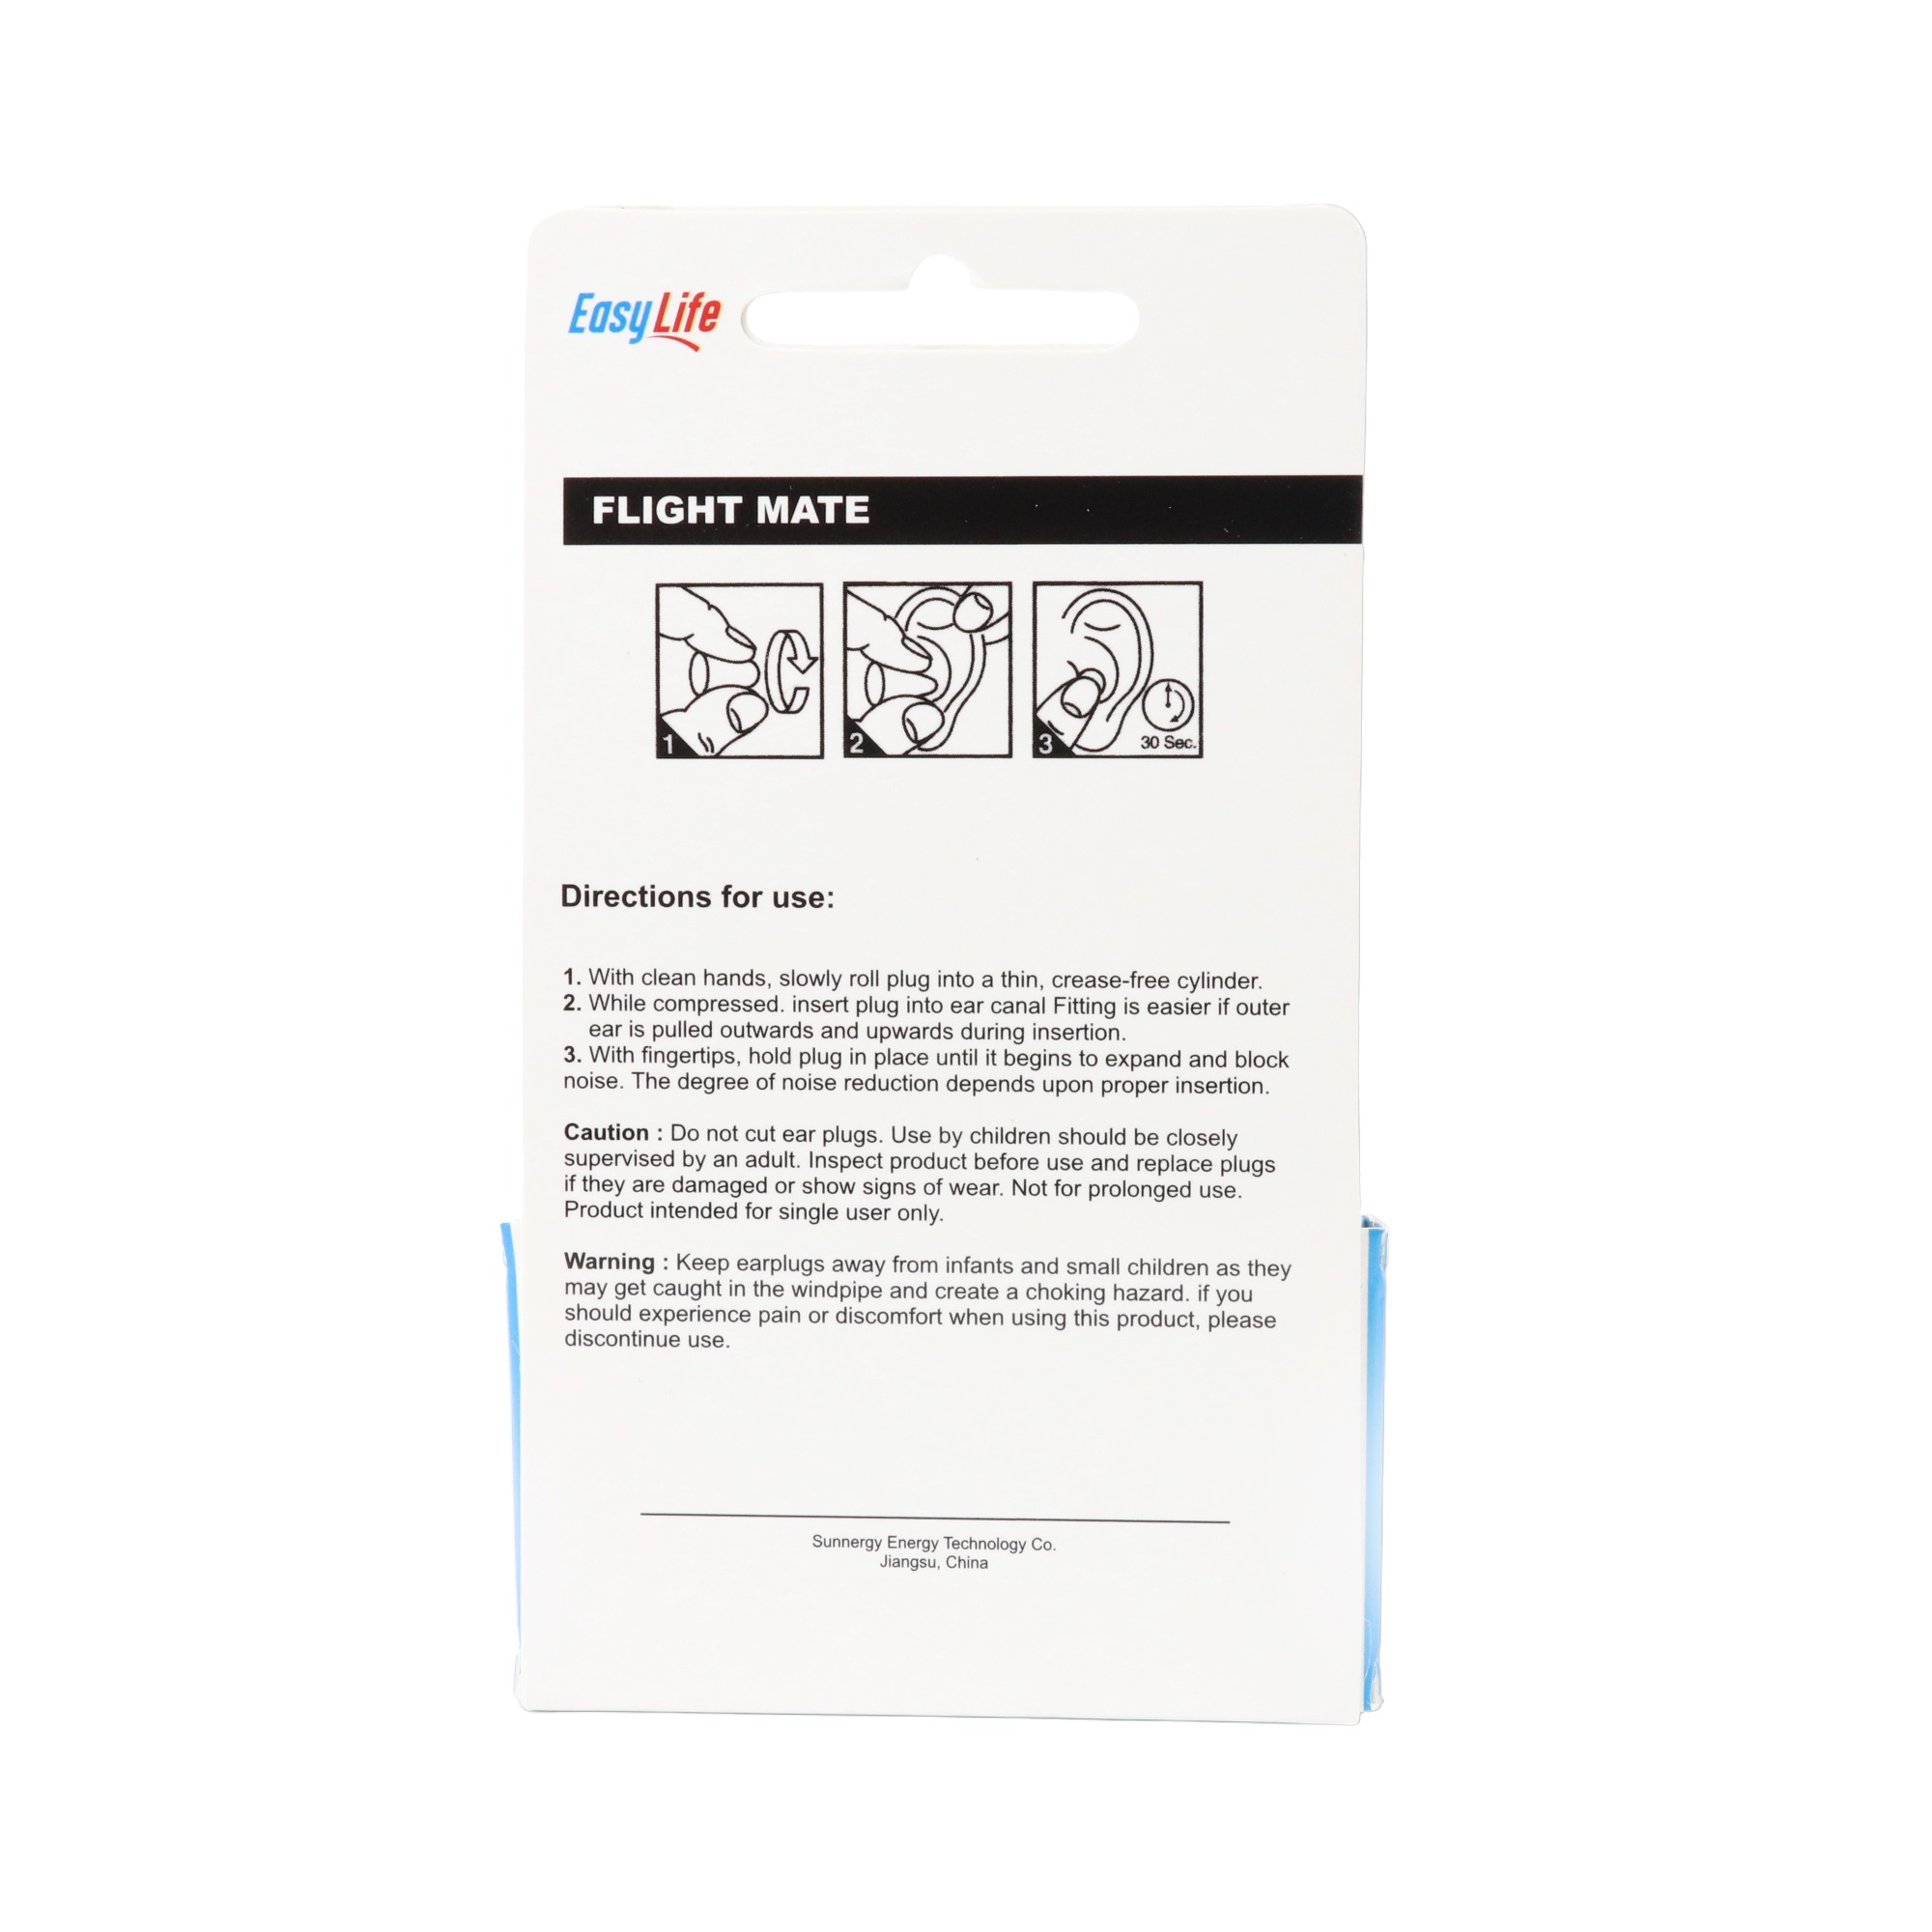 Easy Life
FLIGHT MATE
1
2
3
30 Sec.
Directions for use:
1. With clean hands, slowly roll plug into a thin, crease-free cylinder.
2. While compressed. insert plug into ear canal Fitting is easier if outer
ear is pulled outwards and upwards during insertion.
3. With fingertips, hold plug in place until it begins to expand and block
noise. The degree of noise reduction depends upon proper insertion.
Caution : Do not cut ear plugs. Use by children should be closely
supervised by an adult. Inspect product before use and replace plugs
if they are damaged or show signs of wear. Not for prolonged use.
Product intended for single user only.
Warning : Keep earplugs away from infants and small children as they
may get caught in the windpipe and create a choking hazard. if you
should experience pain or discomfort when using this product, please
discontinue use.
Sunnergy Energy Technology Co.
Jiangsu, China